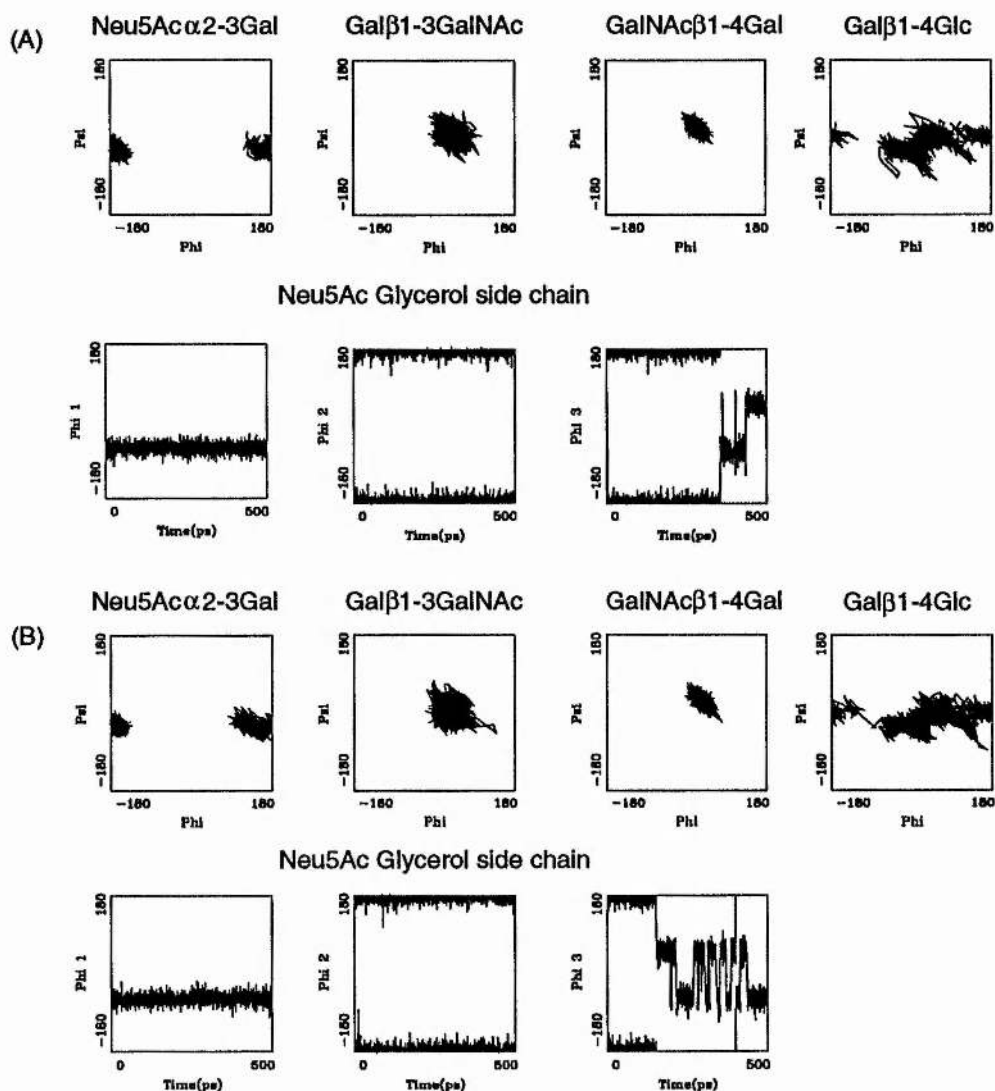 (A)
Neu5Acα2-3Gal Galβ1-3GalNAc GalNAcβ1-4Gal Galβ1-4Glc
180 180 180 180
Psi Psi Psi Psi
-180 -180 -180 -180
-180 180 -180 180 -180 180 -180 180
Phi Phi Phi Phi
Neu5Ac Glycerol side chain
180 180 180
Phi 1 Phi 2 Phi 3
-180 -180 -180
0 500 0 500 0 500
Time(ps) Time(ps) Time(ps)
(B)
Neu5Acα2-3Gal Galβ1-3GalNAc GalNAcβ1-4Gal Galβ1-4Glc
180 180 180 180
Psi Psi Psi Psi
-180 -180 -180 -180
-180 180 -180 180 -180 180 -180 180
Phi Phi Phi Phi
Neu5Ac Glycerol side chain
180 180 180
Phi 1 Phi 2 Phi 3
-180 -180 -180
0 500 0 500 0 500
Time(ps) Time(ps) Time(ps)